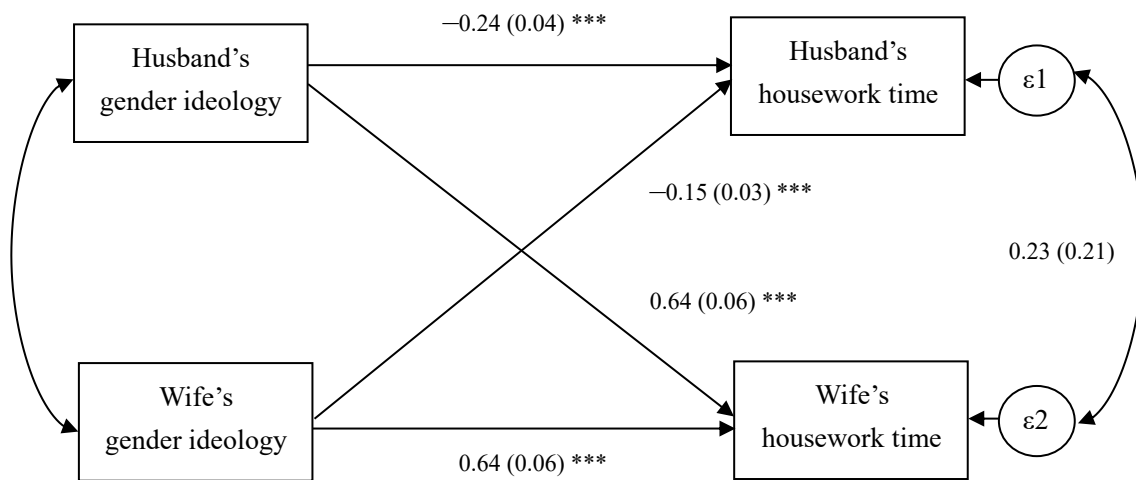 —0.24 (0.04) ***
Husband’s
gender ideology
Husband’s
housework time
ε1
—0.15 (0.03) ***
0.23 (0.21)
0.64 (0.06) ***
Wife’s
gender ideology
Wife’s
housework time
ε2
0.64 (0.06) ***